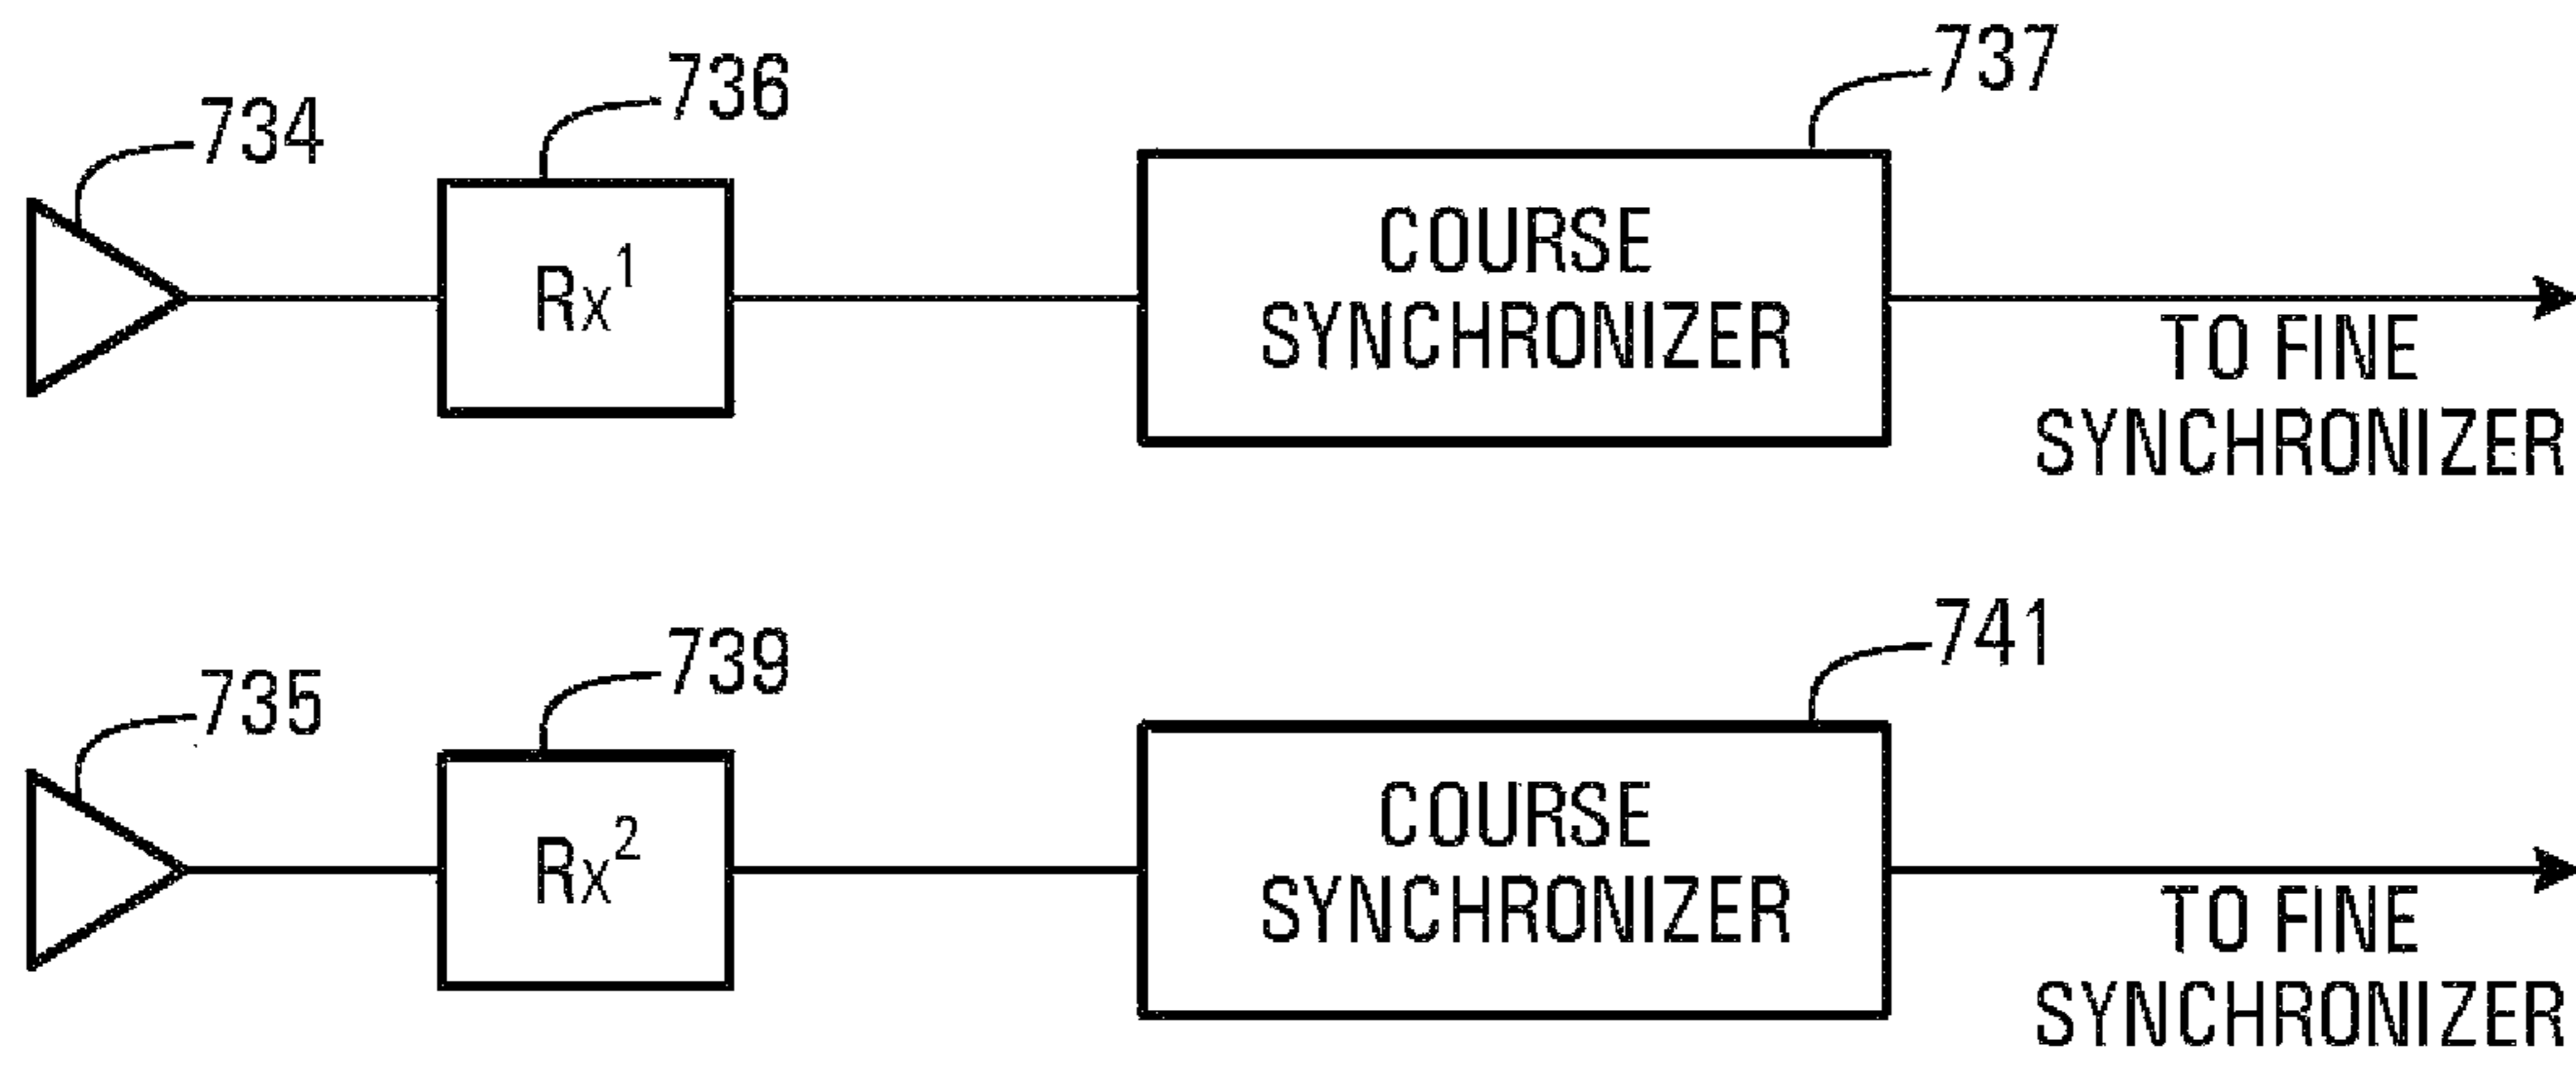 734
736
737
Rx¹
COURSE
SYNCHRONIZER
TO FINE
SYNCHRONIZER
735
739
741
Rx²
COURSE
SYNCHRONIZER
TO FINE
SYNCHRONIZER